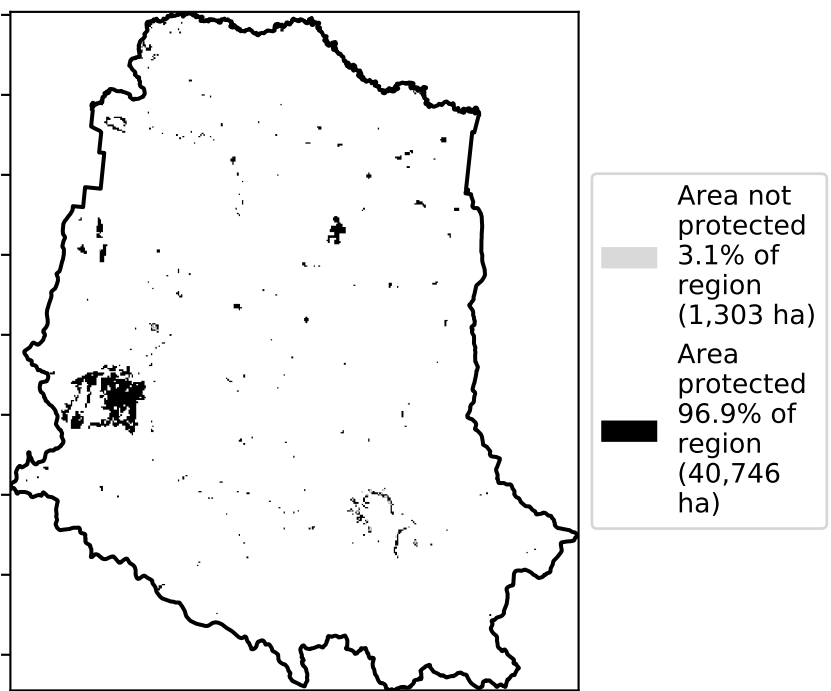 Area not
protected
3.1% of
region
(1,303 ha)
Area
protected
96.9% of
region
(40,746
ha)